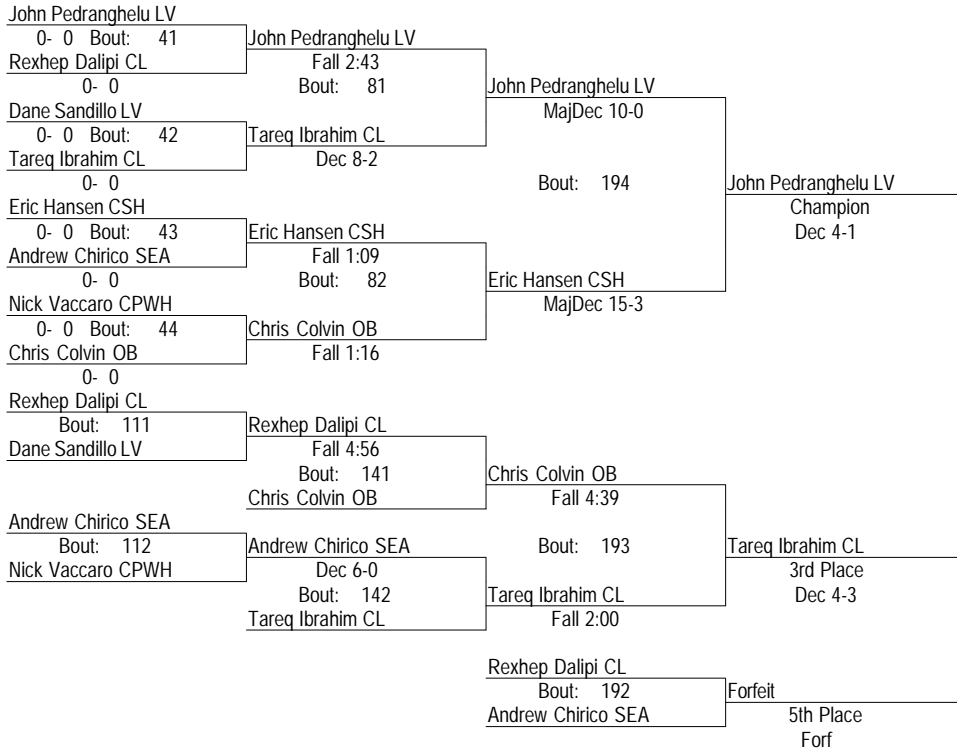 John Pedranghelu LV
0- 0 Bout: 41
Rexhep Dalipi CL
0- 0
Dane Sandillo LV
0- 0 Bout: 42
Tareq Ibrahim CL
0- 0
Eric Hansen CSH
0- 0 Bout: 43
Andrew Chirico SEA
0- 0
Nick Vaccaro CPWH
0- 0 Bout: 44
Chris Colvin OB
0- 0
John Pedranghelu LV
Fall 2:43
Bout: 81
Tareq Ibrahim CL
Dec 8-2
Eric Hansen CSH
Fall 1:09
Bout: 82
Chris Colvin OB
Fall 1:16
John Pedranghelu LV
MajDec 10-0
Bout: 194
Eric Hansen CSH
MajDec 15-3
John Pedranghelu LV
Champion
Dec 4-1
Rexhep Dalipi CL
Bout: 111
Dane Sandillo LV
Andrew Chirico SEA
Bout: 112
Nick Vaccaro CPWH
Rexhep Dalipi CL
Fall 4:56
Bout: 141
Chris Colvin OB
Andrew Chirico SEA
Dec 6-0
Bout: 142
Tareq Ibrahim CL
Chris Colvin OB
Fall 4:39
Bout: 193
Tareq Ibrahim CL
Fall 2:00
Tareq Ibrahim CL
3rd Place
Dec 4-3
Rexhep Dalipi CL
Bout: 192
Andrew Chirico SEA
Forfeit
5th Place
Forf